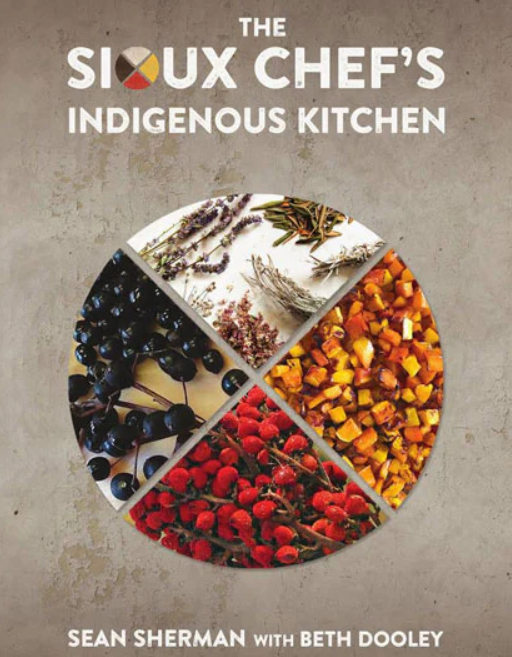 THE
SIOUX CHEF'S
INDIGENOUS KITCHEN
SEAN SHERMAN WITH BETH DOOLEY